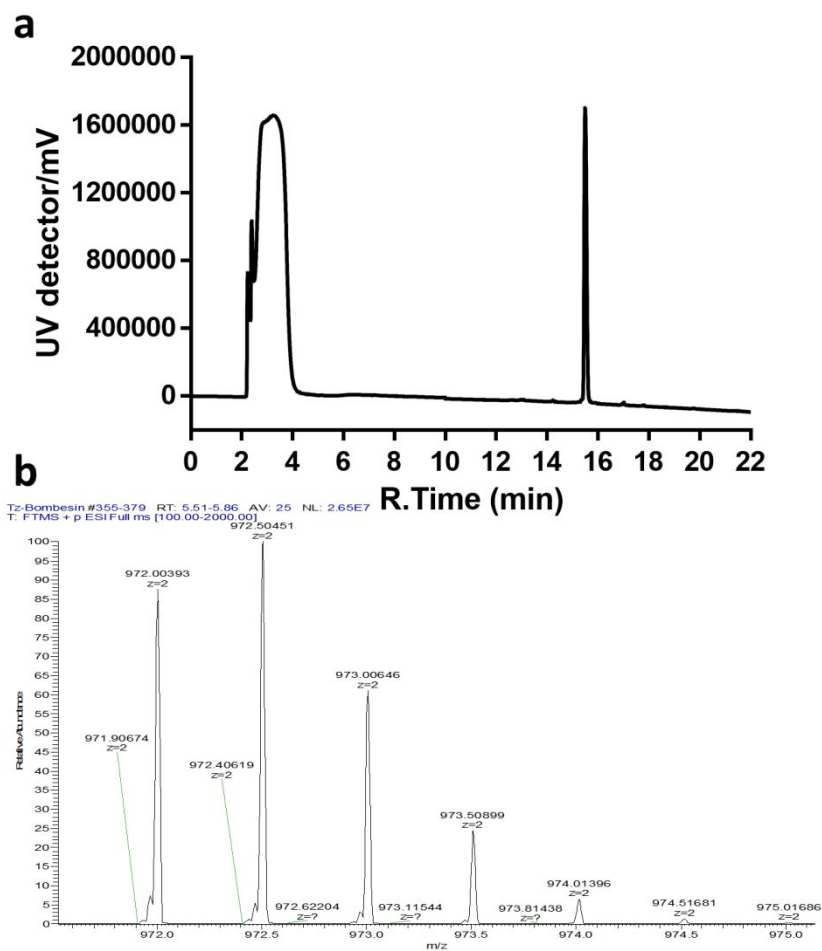 a
2000000
1600000
1200000
800000
400000
0
UV detector/mV
0 2 4 6 8 10 12 14 16 18 20 22
R.Time (min)
b
Tz-Bombesin #355-379 RT: 5.51-5.86 AV: 25 NL: 2.65E7
T: FTMS + p ESI Full ms [100.00-2000.00]
972.50451
z=2
972.00393
z=2
973.00646
z=2
971.90674
z=2
972.40619
z=2
973.50899
z=2
974.01396
z=2
972.62204
z=?
973.11544
z=?
973.81438
z=?
974.51681
z=2
975.01686
z=2
100
95
90
85
80
75
70
65
60
55
50
45
40
35
30
25
20
15
10
5
0
Relative Abundance
972.0 972.5 973.0 973.5 974.0 974.5 975.0
m/z